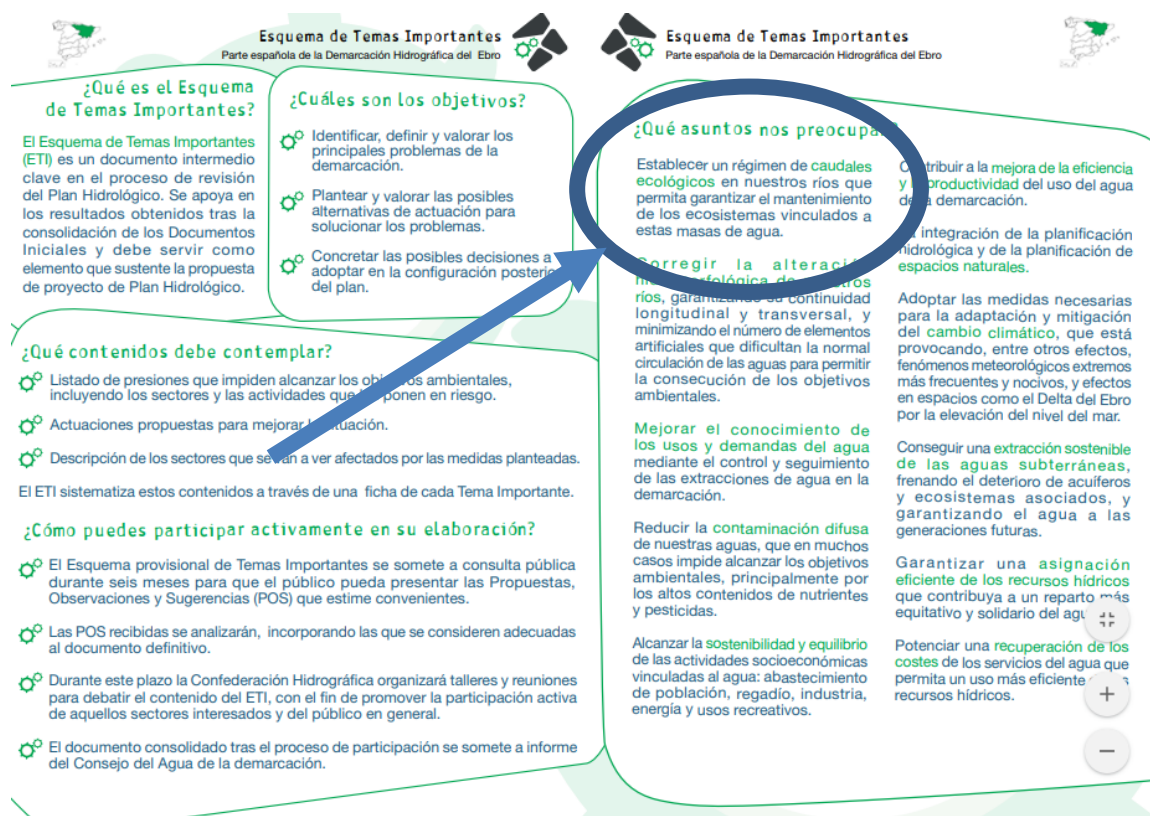 Esquema de Temas Importantes
Parte española de la Demarcación Hidrográfica del Ebro
¿Qué es el Esquema
de Temas Importantes?
El Esquema de Temas Importantes
(ETI) es un documento intermedio
clave en el proceso de revisión
del Plan Hidrológico. Se apoya en
los resultados obtenidos tras la
consolidación de los Documentos
Iniciales y debe servir como
elemento que sustente la propuesta
de proyecto de Plan Hidrológico.
¿Cuáles son los objetivos?
Identificar, definir y valorar los
principales problemas de la
demarcación.
Plantear y valorar las posibles
alternativas de actuación para
solucionar los problemas.
Concretar las posibles decisiones a
adoptar en la configuración posterior
del plan.
¿Qué contenidos debe contemplar?
Listado de presiones que impiden alcanzar los objetivos ambientales,
incluyendo los sectores y las actividades que los ponen en riesgo.
Actuaciones propuestas para mejorar la situación.
Descripción de los sectores que se van a ver afectados por las medidas planteadas.
El ETI sistematiza estos contenidos a través de una ficha de cada Tema Importante.
¿Cómo puedes participar activamente en su elaboración?
El Esquema provisional de Temas Importantes se somete a consulta pública
durante seis meses para que el público pueda presentar las Propuestas,
Observaciones y Sugerencias (POS) que estime convenientes.
Las POS recibidas se analizarán, incorporando las que se consideren adecuadas
al documento definitivo.
Durante este plazo la Confederación Hidrográfica organizará talleres y reuniones
para debatir el contenido del ETI, con el fin de promover la participación activa
de aquellos sectores interesados y del público en general.
El documento consolidado tras el proceso de participación se somete a informe
del Consejo del Agua de la demarcación.
Esquema de Temas Importantes
Parte española de la Demarcación Hidrográfica del Ebro
¿Qué asuntos nos preocupan?
Establecer un régimen de caudales
ecológicos en nuestros ríos que
permita garantizar el mantenimiento
de los ecosistemas vinculados a
estas masas de agua.
Corregir la alteración
hidromorfológica de nuestros
ríos, garantizando su continuidad
longitudinal y transversal, y
minimizando el número de elementos
artificiales que dificultan la normal
circulación de las aguas para permitir
la consecución de los objetivos
ambientales.
Mejorar el conocimiento de
los usos y demandas del agua
mediante el control y seguimiento
de las extracciones de agua en la
demarcación.
Reducir la contaminación difusa
de nuestras aguas, que en muchos
casos impide alcanzar los objetivos
ambientales, principalmente por
los altos contenidos de nutrientes
y pesticidas.
Alcanzar la sostenibilidad y equilibrio
de las actividades socioeconómicas
vinculadas al agua: abastecimiento
de población, regadío, industria,
energía y usos recreativos.
Contribuir a la mejora de la eficiencia
y la productividad del uso del agua
de la demarcación.
La integración de la planificación
hidrológica y de la planificación de
espacios naturales.
Adoptar las medidas necesarias
para la adaptación y mitigación
del cambio climático, que está
provocando, entre otros efectos,
fenómenos meteorológicos extremos
más frecuentes y nocivos, y efectos
en espacios como el Delta del Ebro
por la elevación del nivel del mar.
Conseguir una extracción sostenible
de las aguas subterráneas,
frenando el deterioro de acuíferos
y ecosistemas asociados, y
garantizando el agua a las
generaciones futuras.
Garantizar una asignación
eficiente de los recursos hídricos
que contribuya a un reparto más
equitativo y solidario del agua.
Potenciar una recuperación de los
costes de los servicios del agua que
permita un uso más eficiente
recursos hídricos.